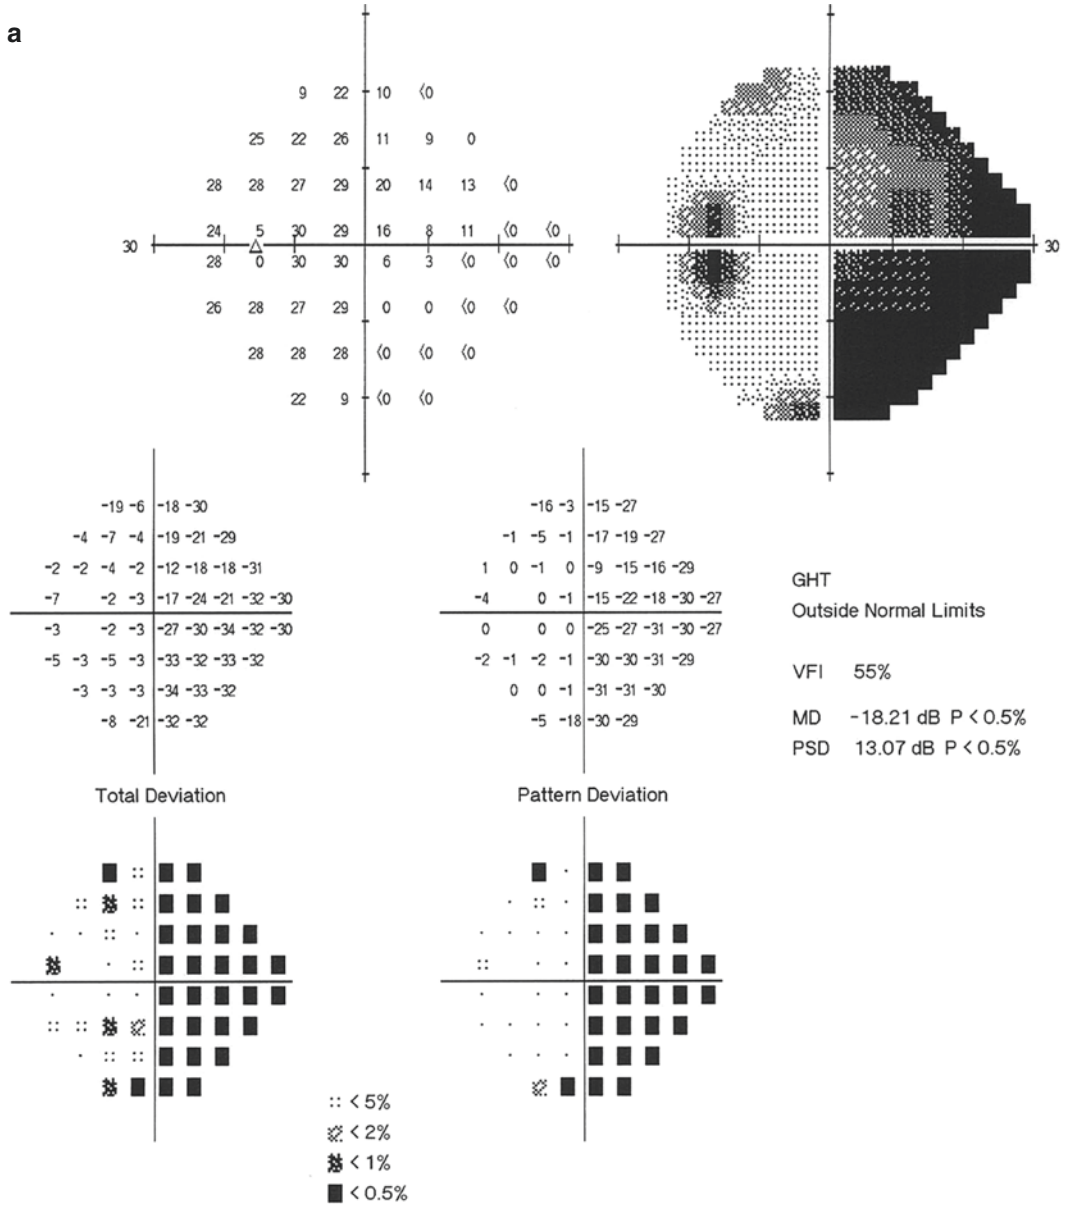 a
9 22 10 <0
25 22 26 11 9 0
28 28 27 29 20 14 13 <0
24 5 30 29 16 8 11 <0 <0
30 30
28 0 30 30 6 3 <0 <0 <0
26 28 27 29 0 0 <0 <0
28 28 28 <0 <0 <0
22 9 <0 <0
-19 -6 -18 -30
-4 -7 -4 -19 -21 -29
-2 -2 -4 -2 -12 -18 -18 -31
-7 -2 -3 -17 -24 -21 -32 -30
-3 -2 -3 -27 -30 -34 -32 -30
-5 -3 -5 -3 -33 -32 -33 -32
-3 -3 -3 -34 -33 -32
-8 -21 -32 -32
Total Deviation
-16 -3 -15 -27
-1 -5 -1 -17 -19 -27
1 0 -1 0 -9 -15 -16 -29
-4 0 -1 -15 -22 -18 -30 -27
0 0 0 -25 -27 -31 -30 -27
-2 -1 -2 -1 -30 -30 -31 -29
0 0 -1 -31 -31 -30
-5 -18 -30 -29
Pattern Deviation
GHT
Outside Normal Limits
VFI 55%
MD -18.21 dB P < 0.5%
PSD 13.07 dB P < 0.5%
< 5%
< 2%
< 1%
< 0.5%